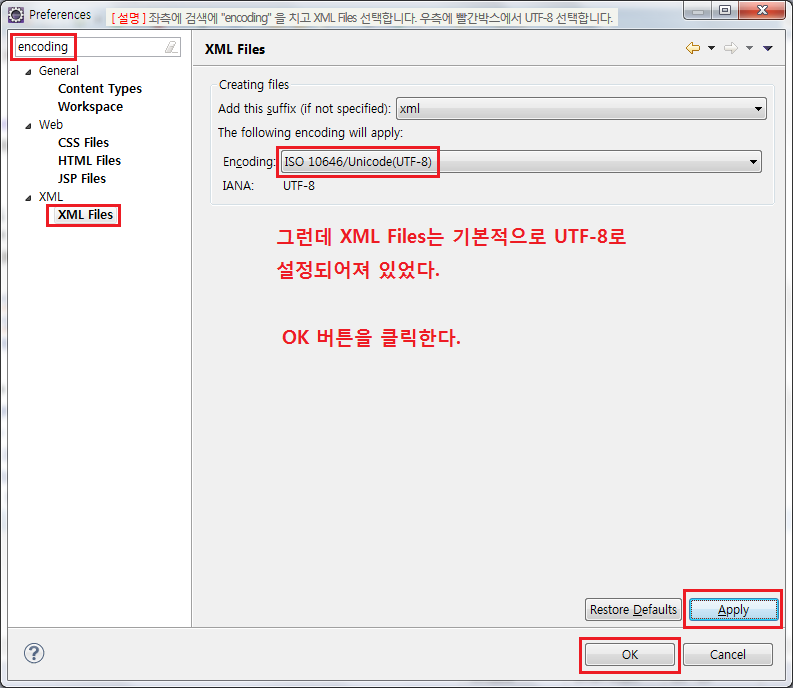 Preferences
[ 설명 ] 좌측에 검색에 "encoding" 을 치고 XML Files 선택합니다. 우측에 빨간박스에서 UTF-8 선택합니다.
encoding
General
Content Types
Workspace
Web
CSS Files
HTML Files
JSP Files
XML
XML Files
XML Files
Creating files
Add this suffix (if not specified): xml
The following encoding will apply:
Encoding: ISO 10646/Unicode(UTF-8)
IANA: UTF-8
그런데 XML Files는 기본적으로 UTF-8로
설정되어져 있었다.
OK 버튼을 클릭한다.
Restore Defaults Apply
? OK Cancel